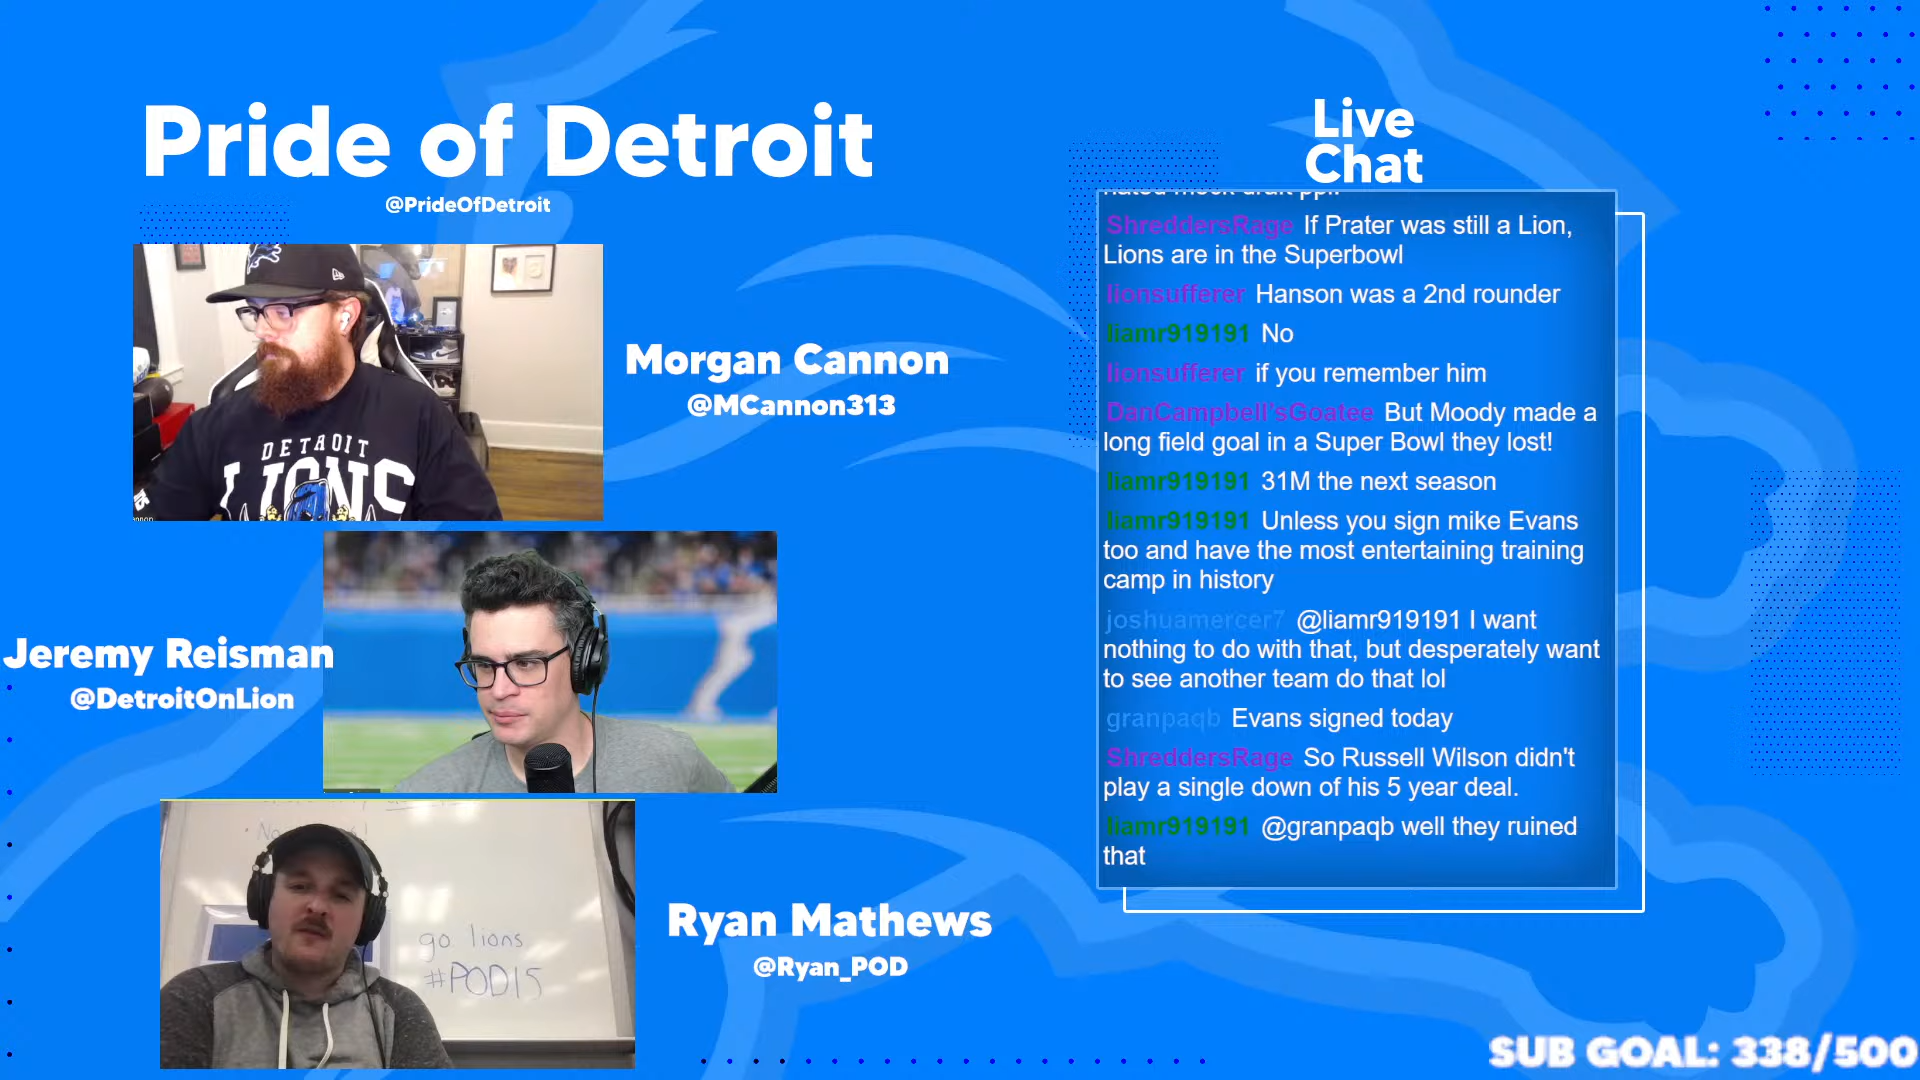 Pride of Detroit
@PrideOfDetroit
Morgan Cannon
@MCannon313
DETROIT
LIONS
Jeremy Reisman
@DetroitOnLion
go lions
#POD15
Ryan Mathews
@Ryan_POD
Live
Chat
ShreddersRage If Prater was still a Lion,
Lions are in the Superbowl
lionsufferer Hanson was a 2nd rounder
liamr919191 No
lionsufferer if you remember him
DanCampbell'sGoatee But Moody made a
long field goal in a Super Bowl they lost!
liamr919191 31M the next season
liamr919191 Unless you sign mike Evans
too and have the most entertaining training
camp in history
joshuamercer7 @liamr919191 I want
nothing to do with that, but desperately want
to see another team do that lol
granpaqb Evans signed today
ShreddersRage So Russell Wilson didn't
play a single down of his 5 year deal.
liamr919191 @granpaqb well they ruined
that
SUB GOAL: 338/500